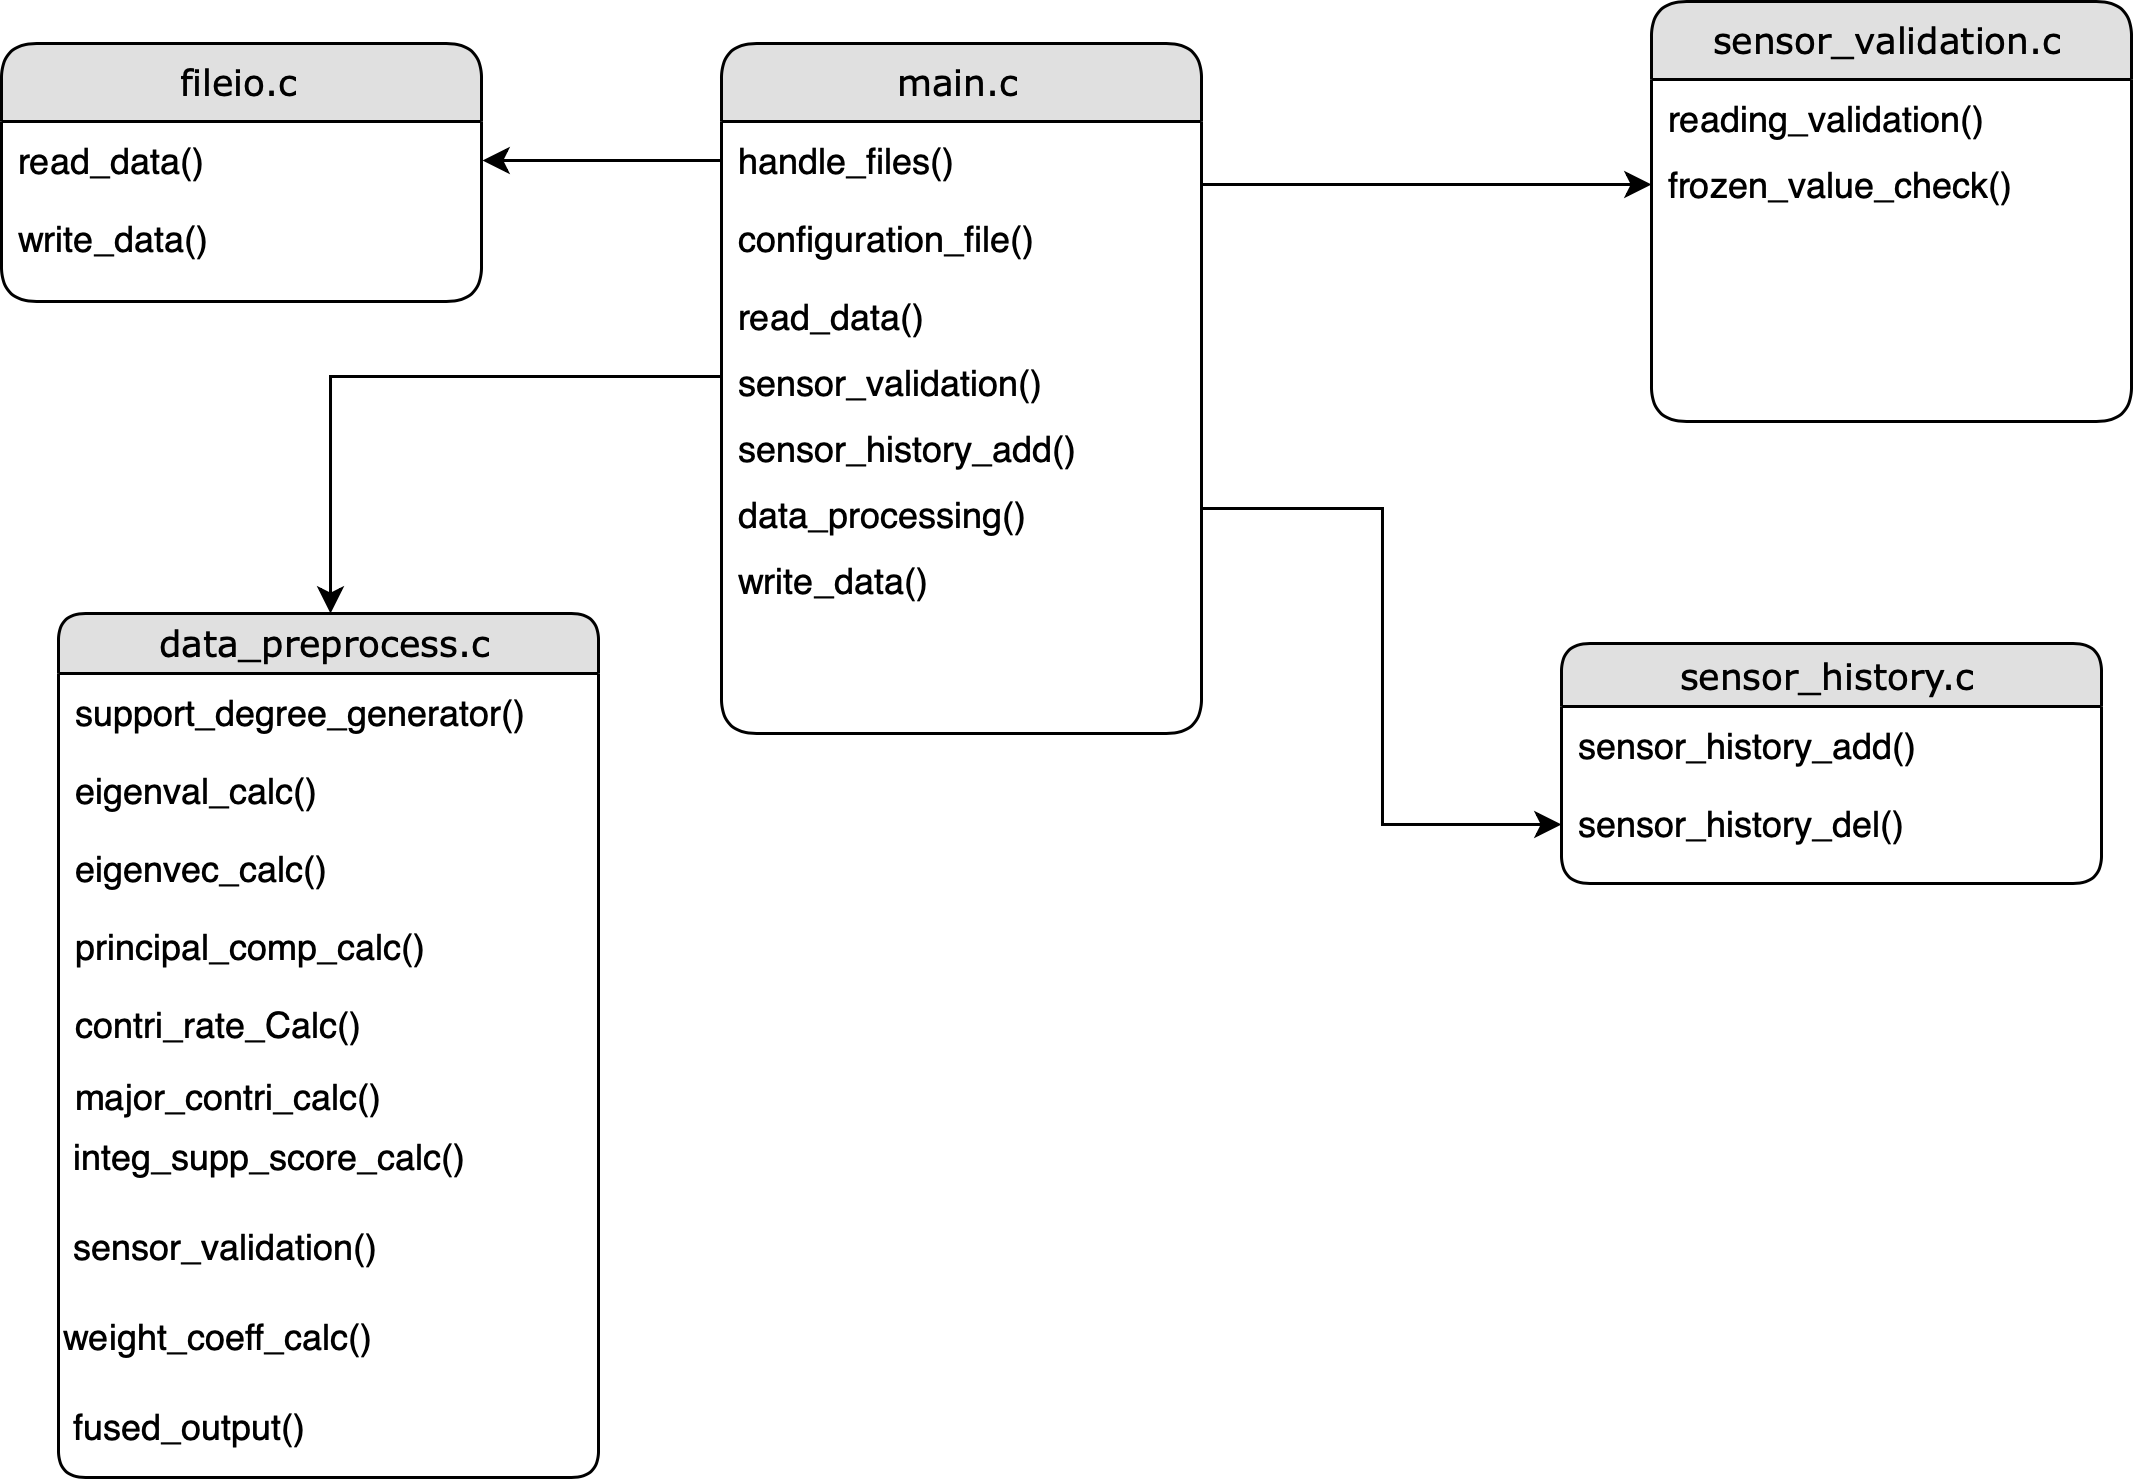 fileio.c
read_data()
write_data()
main.c
handle_files()
configuration_file()
read_data()
sensor_validation()
sensor_history_add()
data_processing()
write_data()
sensor_validation.c
reading_validation()
frozen_value_check()
data_preprocess.c
support_degree_generator()
eigenval_calc()
eigenvec_calc()
principal_comp_calc()
contri_rate_Calc()
major_contri_calc()
integ_supp_score_calc()
sensor_validation()
weight_coeff_calc()
fused_output()
sensor_history.c
sensor_history_add()
sensor_history_del()